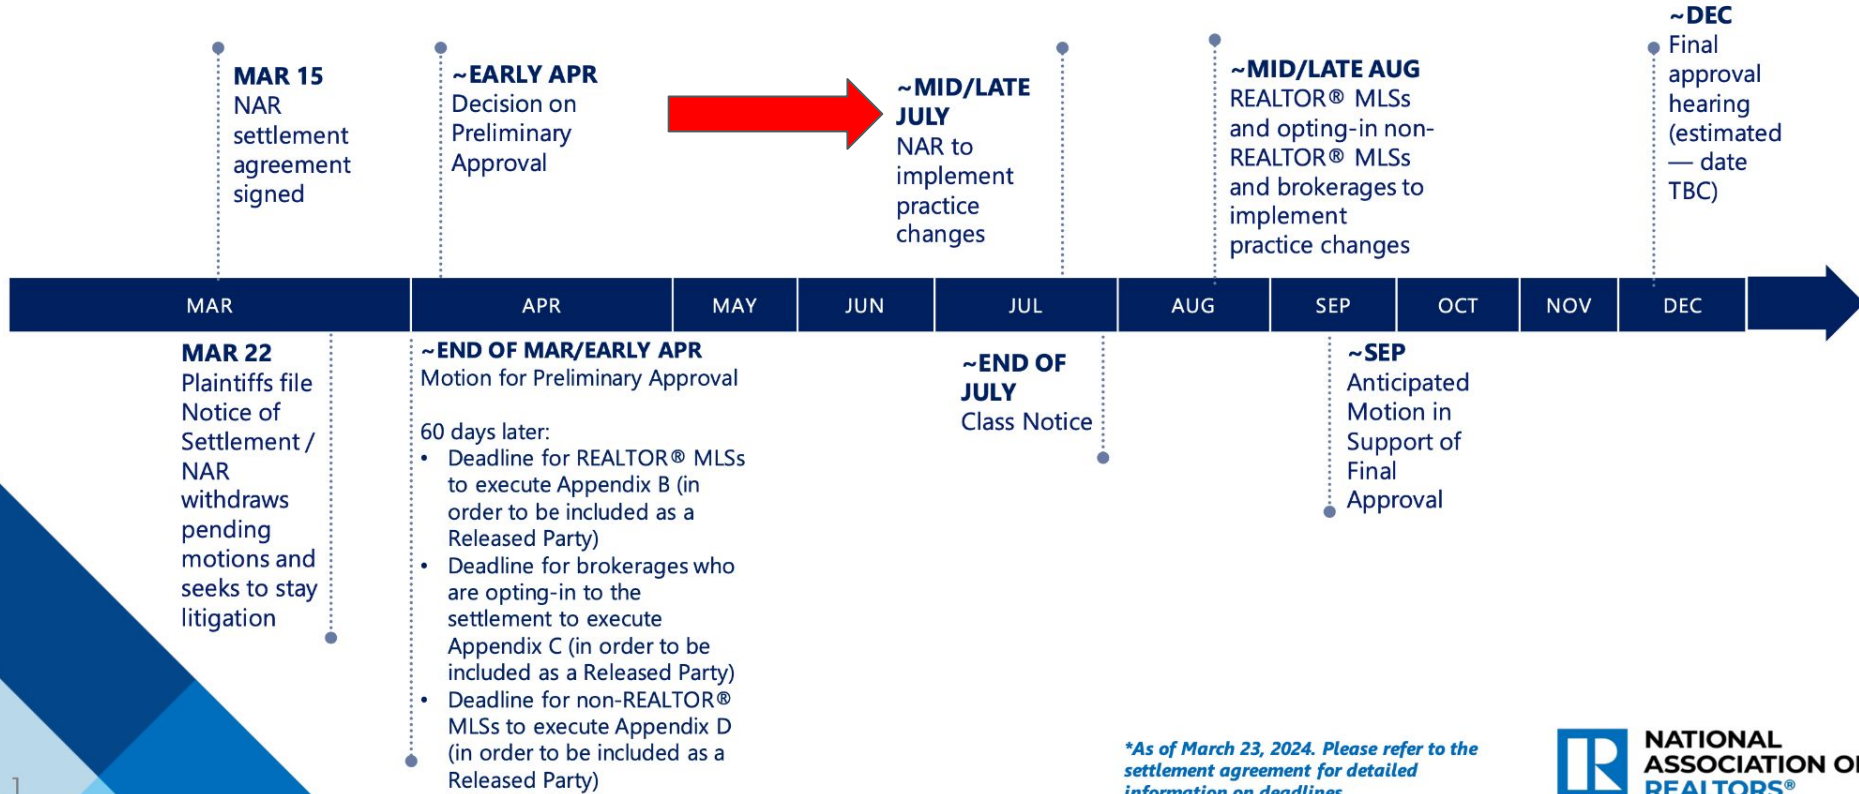 MAR 15
NAR
settlement
agreement
signed
~EARLY APR
Decision on
Preliminary
Approval
~MID/LATE
JULY
NAR to
implement
practice
changes
~MID/LATE AUG
REALTOR® MLSs
and opting-in non-
REALTOR® MLSs
and brokerages to
implement
practice changes
~DEC
Final
approval
hearing
(estimated
— date
TBC)
MAR
APR
MAY
JUN
JUL
AUG
SEP
OCT
NOV
DEC
MAR 22
Plaintiffs file
Notice of
Settlement /
NAR
withdraws
pending
motions and
seeks to stay
litigation
~END OF MAR/EARLY APR
Motion for Preliminary Approval
60 days later:
• Deadline for REALTOR® MLSs
to execute Appendix B (in
order to be included as a
Released Party)
• Deadline for brokerages who
are opting-in to the
settlement to execute
Appendix C (in order to be
included as a Released Party)
• Deadline for non-REALTOR®
MLSs to execute Appendix D
(in order to be included as a
Released Party)
~END OF
JULY
Class Notice
~SEP
Anticipated
Motion in
Support of
Final
Approval
*As of March 23, 2024. Please refer to the
settlement agreement for detailed
information on deadlines
NATIONAL
ASSOCIATION OF
REALTORS®
1